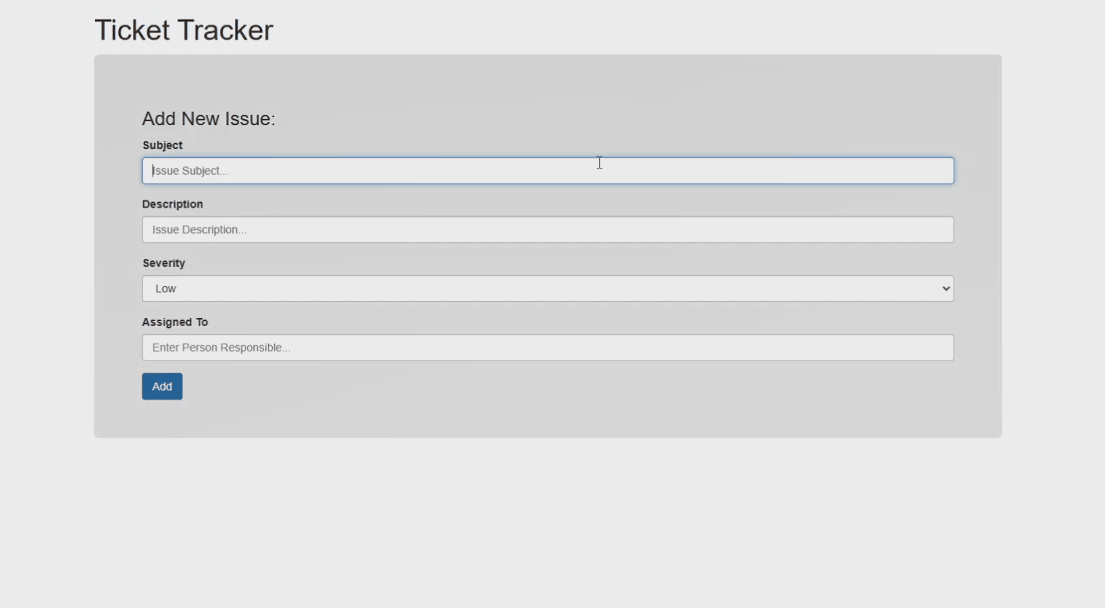 Ticket Tracker
Add New Issue:
Subject
Issue Subject...
Description
Issue Description...
Severity
Low
Assigned To
Enter Person Responsible...
Add